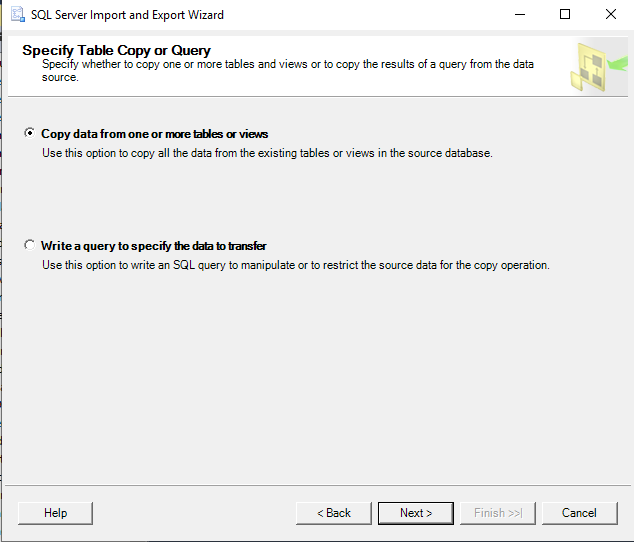 SQL Server Import and Export Wizard
Specify Table Copy or Query
Specify whether to copy one or more tables and views or to copy the results of a query from the data
source.
Copy data from one or more tables or views
Use this option to copy all the data from the existing tables or views in the source database.
Write a query to specify the data to transfer
Use this option to write an SQL query to manipulate or to restrict the source data for the copy operation.
Help
< Back
Next >
Finish >>|
Cancel